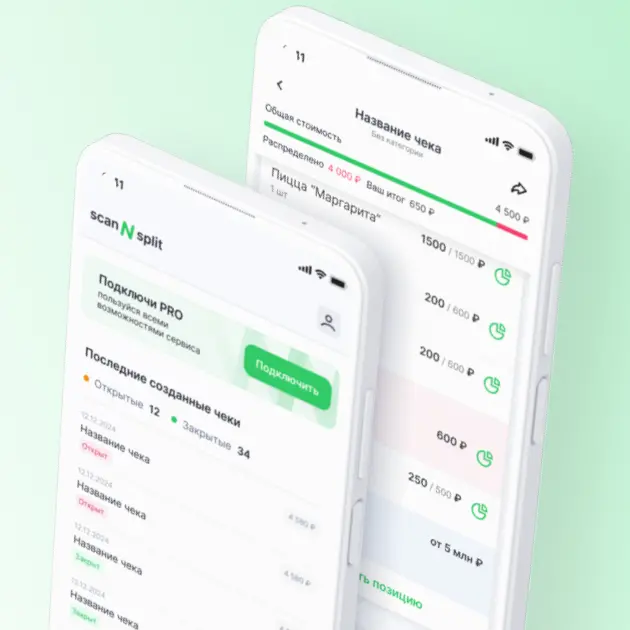 11
scan N split
Подключи PRO
пользуйся всеми
возможностями сервиса
Подключить
Последние созданные чеки
Открытые 12 Закрытые 34
12.12.2024
Название чека
Открыт
4 580 ₽
12.12.2024
Название чека
Открыт
4 580 ₽
12.12.2024
Название чека
Закрыт
12.12.2024
Название чека
Закрыт
11
Название чека
Без категории
Общая стоимость
4 500 ₽
Распределено 4 000 ₽ Ваш итог 650 ₽
Пицца "Маргарита"
1 шт
1500 / 1500 ₽
200 / 600 ₽
200 / 600 ₽
600 ₽
250 / 500 ₽
от 5 млн ₽
ть позицию